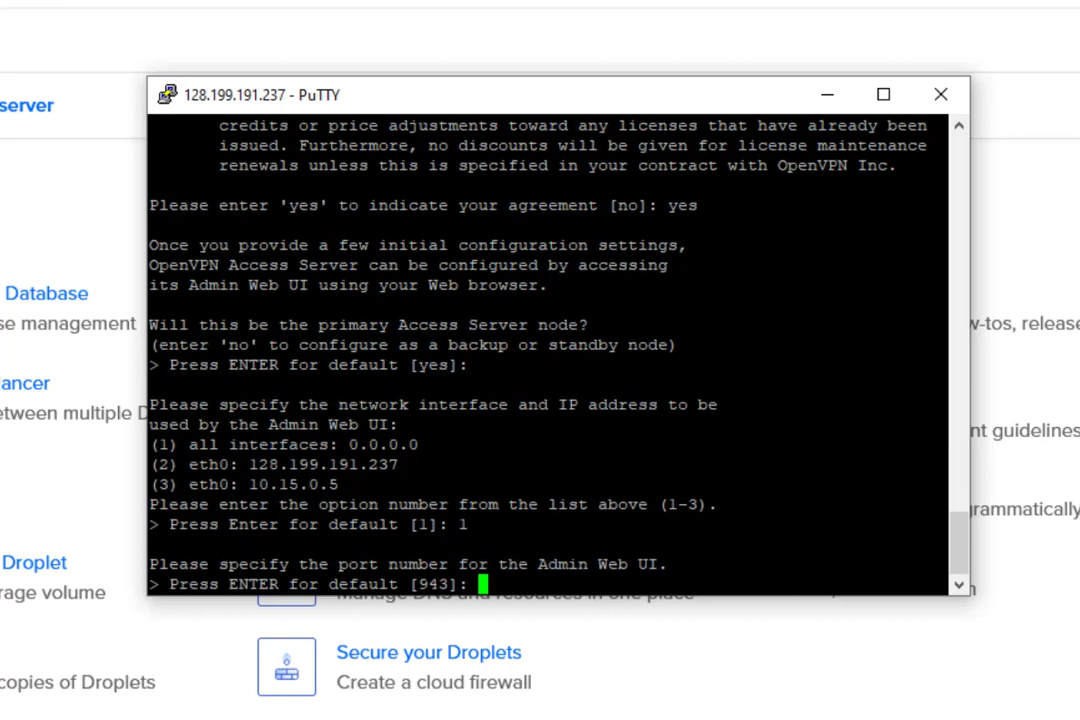 server
128.199.191.237 - PuTTY
credits or price adjustments toward any licenses that have already been
issued. Furthermore, no discounts will be given for license maintenance
renewals unless this is specified in your contract with OpenVPN Inc.
Please enter 'yes' to indicate your agreement [no]: yes
Once you provide a few initial configuration settings,
OpenVPN Access Server can be configured by accessing
its Admin Web UI using your Web browser.
Will this be the primary Access Server node?
(enter 'no' to configure as a backup or standby node)
> Press ENTER for default [yes]:
Please specify the network interface and IP address to be
used by the Admin Web UI:
(1) all interfaces: 0.0.0.0
(2) eth0: 128.199.191.237
(3) eth0: 10.15.0.5
Please enter the option number from the list above (1-3).
> Press Enter for default [1]: 1
Please specify the port number for the Admin Web UI.
> Press ENTER for default [943]:
Database
se management
w-tos, release
ancer
etween multiple D
nt guidelines
grammatically
Droplet
rage volume
Manage DNS and resources in one place
Secure your Droplets
Create a cloud firewall
copies of Droplets